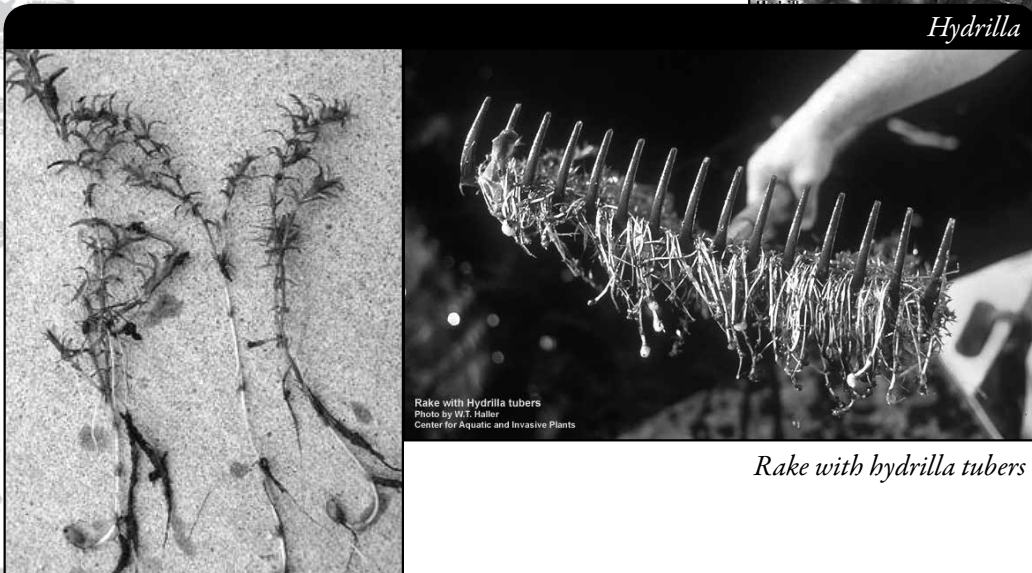 Hydrilla
Rake with Hydrilla tubers
Photo by W.T. Haller
Center for Aquatic and Invasive Plants
Rake with hydrilla tubers